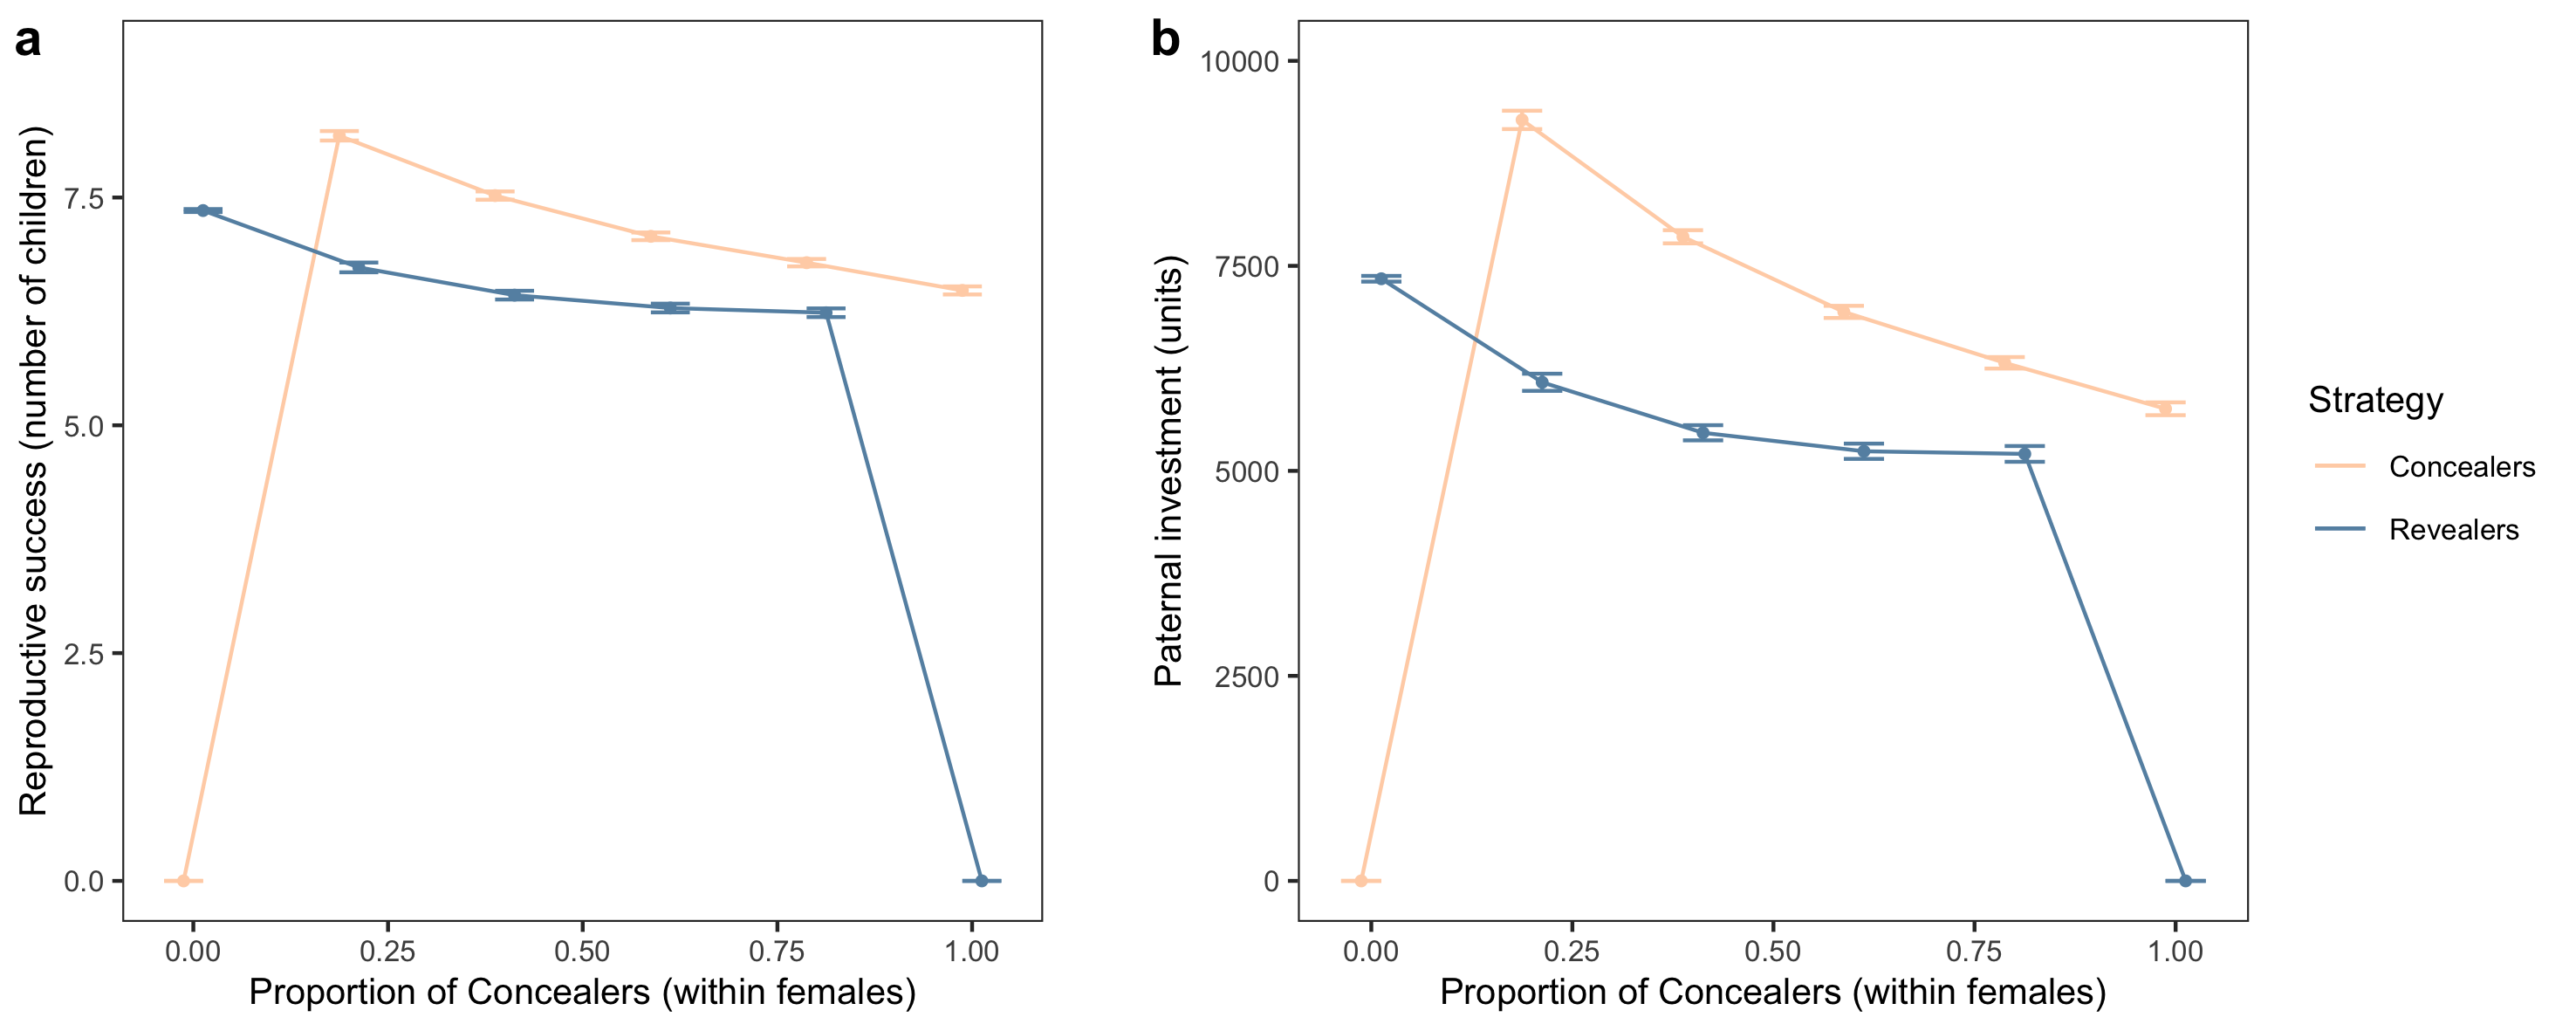 a
Reproductive success (number of children)
7.5
5.0
2.5
0.0
0.00 0.25 0.50 0.75 1.00
Proportion of Concealers (within females)
b
Paternal investment (units)
10000
7500
5000
2500
0
0.00 0.25 0.50 0.75 1.00
Proportion of Concealers (within females)
Strategy
Concealers
Revealers